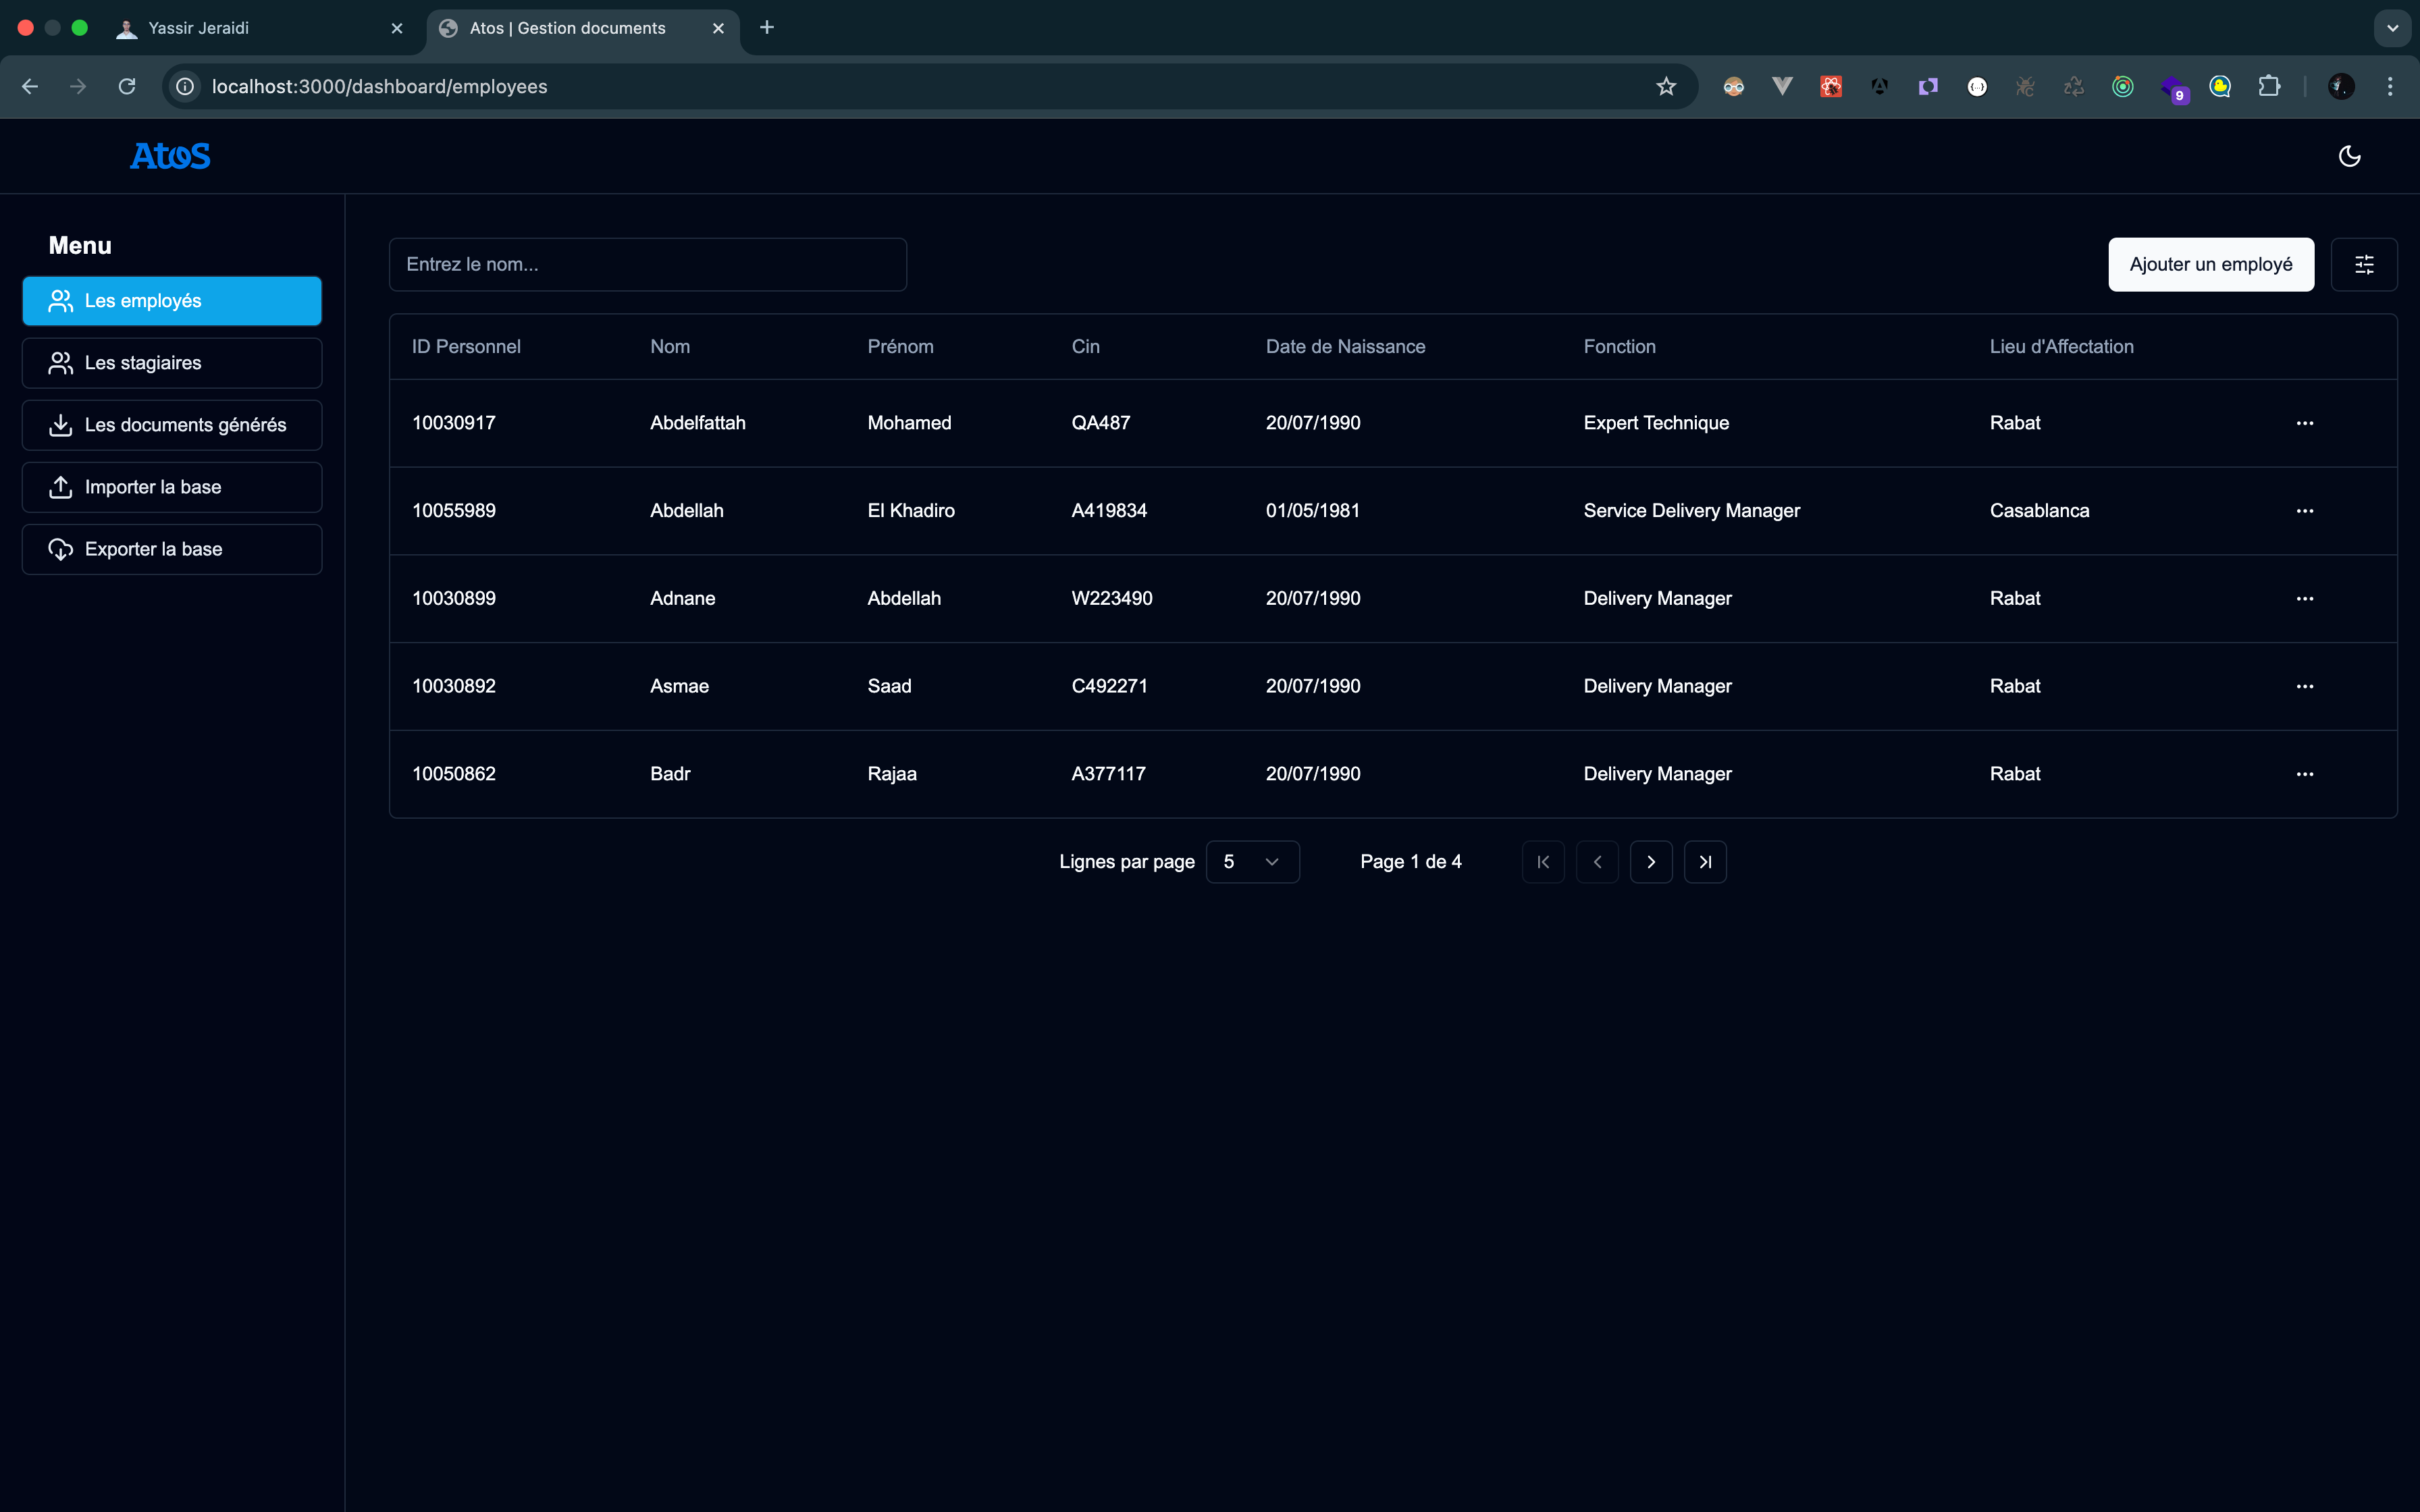 Yassir Jeraidi
Atos | Gestion documents
localhost:3000/dashboard/employees
9
Atos
Menu
Les employés
Les stagiaires
Les documents générés
Importer la base
Exporter la base
Entrez le nom...
Ajouter un employé
ID Personnel Nom Prénom Cin Date de Naissance Fonction Lieu d'Affectation
10030917 Abdelfattah Mohamed QA487 20/07/1990 Expert Technique Rabat ...
10055989 Abdellah El Khadiro A419834 01/05/1981 Service Delivery Manager Casablanca ...
10030899 Adnane Abdellah W223490 20/07/1990 Delivery Manager Rabat ...
10030892 Asmae Saad C492271 20/07/1990 Delivery Manager Rabat ...
10050862 Badr Rajaa A377117 20/07/1990 Delivery Manager Rabat ...
Lignes par page 5 Page 1 de 4